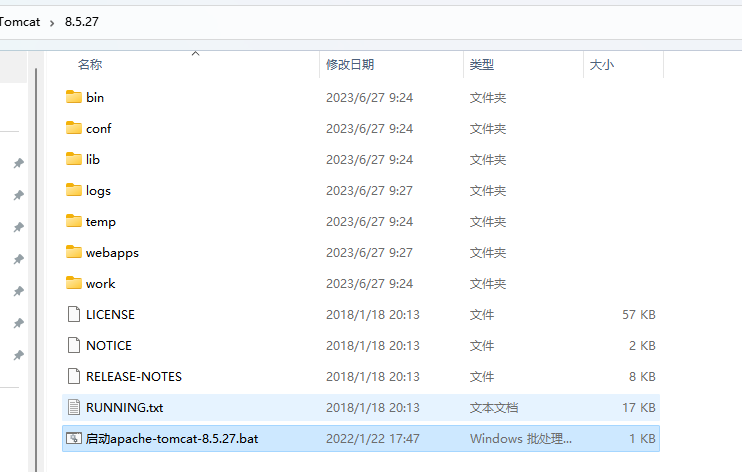 Tomcat > 8.5.27
名称 修改日期 类型 大小
bin 2023/6/27 9:24 文件夹
conf 2023/6/27 9:24 文件夹
lib 2023/6/27 9:24 文件夹
logs 2023/6/27 9:27 文件夹
temp 2023/6/27 9:24 文件夹
webapps 2023/6/27 9:27 文件夹
work 2023/6/27 9:24 文件夹
LICENSE 2018/1/18 20:13 文件 57 KB
NOTICE 2018/1/18 20:13 文件 2 KB
RELEASE-NOTES 2018/1/18 20:13 文件 8 KB
RUNNING.txt 2018/1/18 20:13 文本文档 17 KB
启动apache-tomcat-8.5.27.bat 2022/1/22 17:47 Windows 批处理... 1 KB